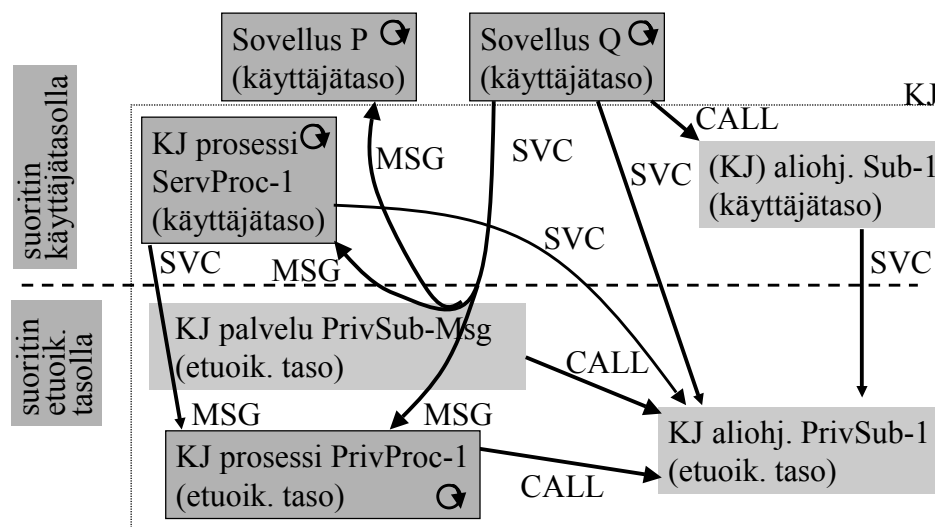 Sovellus P
(käyttäjätaso)
Sovellus Q
(käyttäjätaso)
KJ
suoritin
käyttäjätasolla
KJ prosessi
ServProc-1
(käyttäjätaso)
MSG
SVC
SVC
CALL
(KJ) aliohj. Sub-1
(käyttäjätaso)
SVC
MSG
SVC
SVC
suoritin
etuoik.
tasolla
KJ palvelu PrivSub-Msg
(etuoik. taso)
CALL
MSG
MSG
KJ prosessi PrivProc-1
(etuoik. taso)
CALL
KJ aliohj. PrivSub-1
(etuoik. taso)